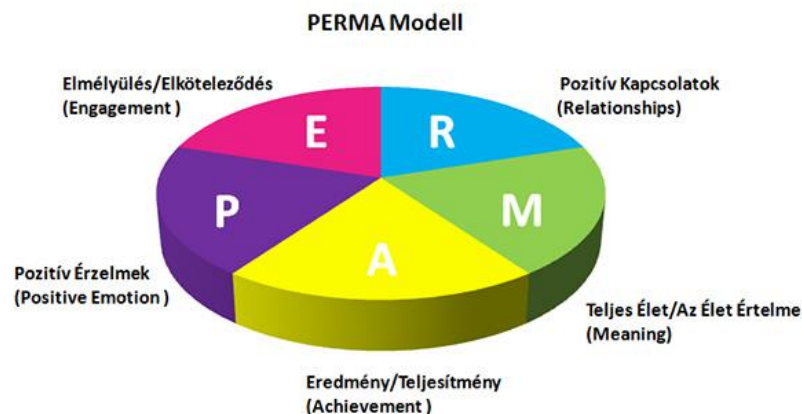 PERMA Modell
Elmélyülés/Elköteleződés
(Engagement )
Pozitív Kapcsolatok
(Relationships)
E
R
P
M
A
Pozitív Érzelmek
(Positive Emotion )
Teljes Élet/Az Élet Értelme
(Meaning)
Eredmény/Teljesítmény
(Achievement )